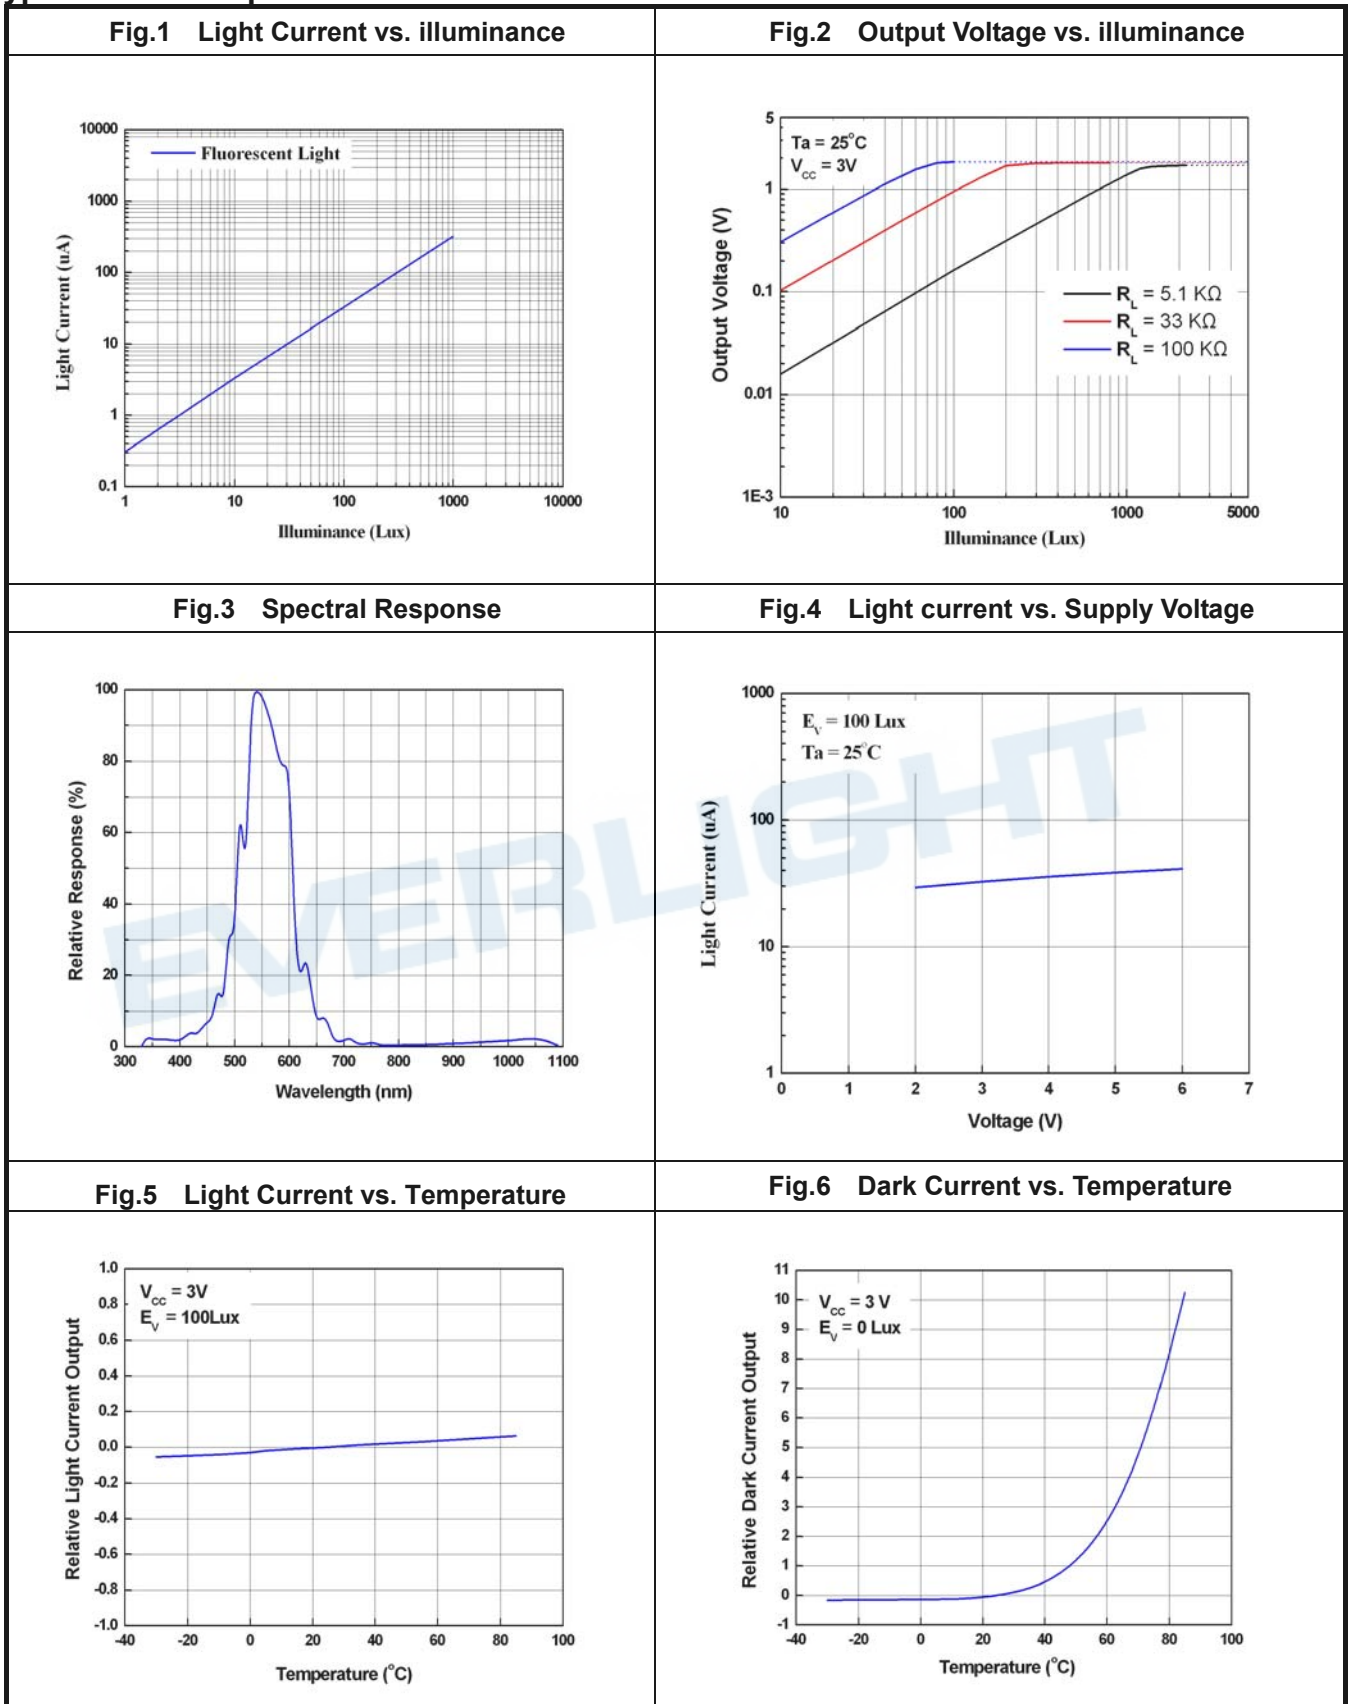 Fig.1 Light Current vs. illuminance
10000
1000
100
10
1
0.1
Fluorescent Light
Light Current (uA)
1 10 100 1000 10000
Illuminance (Lux)
Fig.2 Output Voltage vs. illuminance
5
1
0.1
0.01
1E-3
Ta = 25°C
VCC = 3V
Output Voltage (V)
RL = 5.1 KΩ
RL = 33 KΩ
RL = 100 KΩ
10 100 1000 5000
Illuminance (Lux)
Fig.3 Spectral Response
100
80
60
40
20
0
Relative Response (%)
300 400 500 600 700 800 900 1000 1100
Wavelength (nm)
Fig.4 Light current vs. Supply Voltage
1000
100
10
1
EV = 100 Lux
Ta = 25°C
Light Current (uA)
0 1 2 3 4 5 6 7
Voltage (V)
EVERLIGHT
Fig.5 Light Current vs. Temperature
1.0
0.8
0.6
0.4
0.2
0.0
-0.2
-0.4
-0.6
-0.8
-1.0
VCC = 3V
EV = 100Lux
Relative Light Current Output
-40 -20 0 20 40 60 80 100
Temperature (°C)
Fig.6 Dark Current vs. Temperature
11
10
9
8
7
6
5
4
3
2
1
0
-1
VCC = 3 V
EV = 0 Lux
Relative Dark Current Output
-40 -20 0 20 40 60 80 100
Temperature (°C)